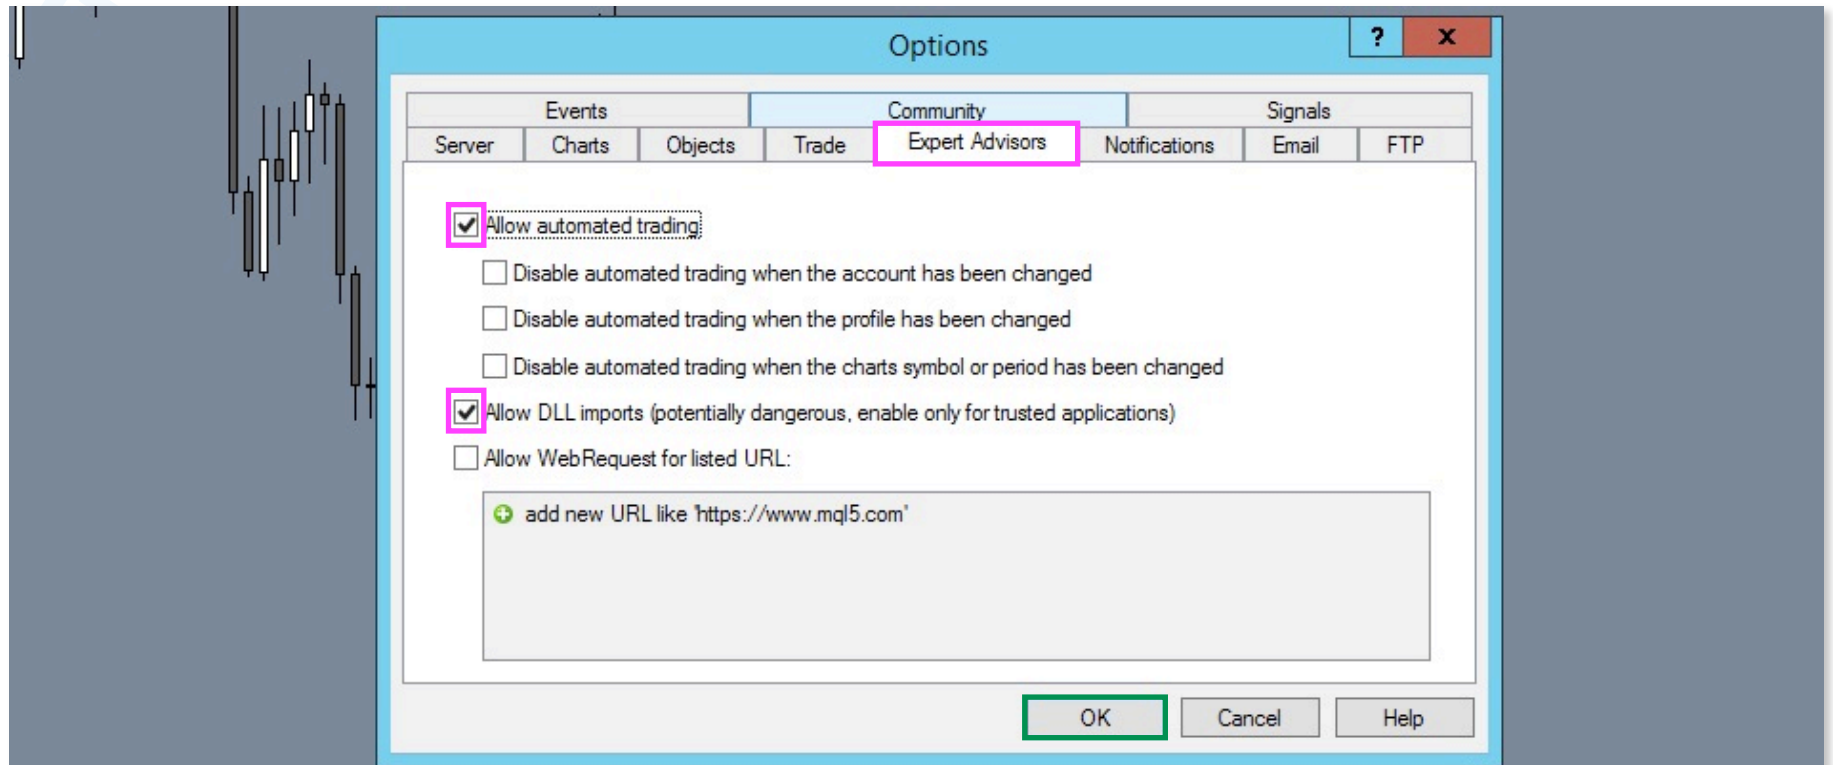 Options
? x
Events Community Signals
Server Charts Objects Trade Expert Advisors Notifications Email FTP
Allow automated trading
Disable automated trading when the account has been changed
Disable automated trading when the profile has been changed
Disable automated trading when the charts symbol or period has been changed
Allow DLL imports (potentially dangerous, enable only for trusted applications)
Allow WebRequest for listed URL:
add new URL like 'https://www.mql5.com'
OK Cancel Help